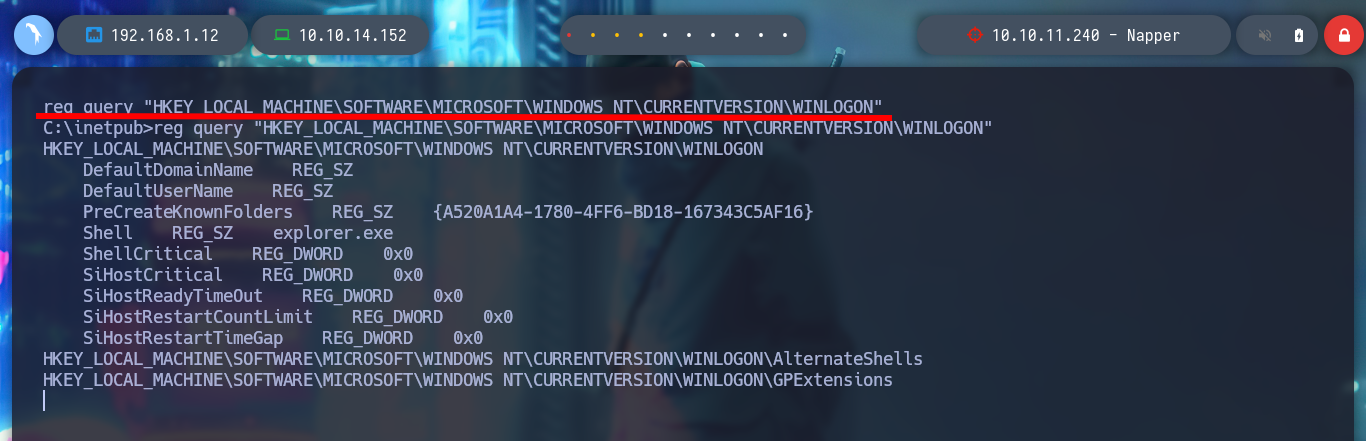 192.168.1.12 10.10.14.152 10.10.11.240 - Napper
reg query "HKEY_LOCAL_MACHINE\SOFTWARE\MICROSOFT\WINDOWS NT\CURRENTVERSION\WINLOGON"
C:\inetpub>reg query "HKEY_LOCAL_MACHINE\SOFTWARE\MICROSOFT\WINDOWS NT\CURRENTVERSION\WINLOGON"
HKEY_LOCAL_MACHINE\SOFTWARE\MICROSOFT\WINDOWS NT\CURRENTVERSION\WINLOGON
    DefaultDomainName    REG_SZ
    DefaultUserName    REG_SZ
    PreCreateKnownFolders    REG_SZ    {A520A1A4-1780-4FF6-BD18-167343C5AF16}
    Shell    REG_SZ    explorer.exe
    ShellCritical    REG_DWORD    0x0
    SiHostCritical    REG_DWORD    0x0
    SiHostReadyTimeOut    REG_DWORD    0x0
    SiHostRestartCountLimit    REG_DWORD    0x0
    SiHostRestartTimeGap    REG_DWORD    0x0
HKEY_LOCAL_MACHINE\SOFTWARE\MICROSOFT\WINDOWS NT\CURRENTVERSION\WINLOGON\AlternateShells
HKEY_LOCAL_MACHINE\SOFTWARE\MICROSOFT\WINDOWS NT\CURRENTVERSION\WINLOGON\GPExtensions